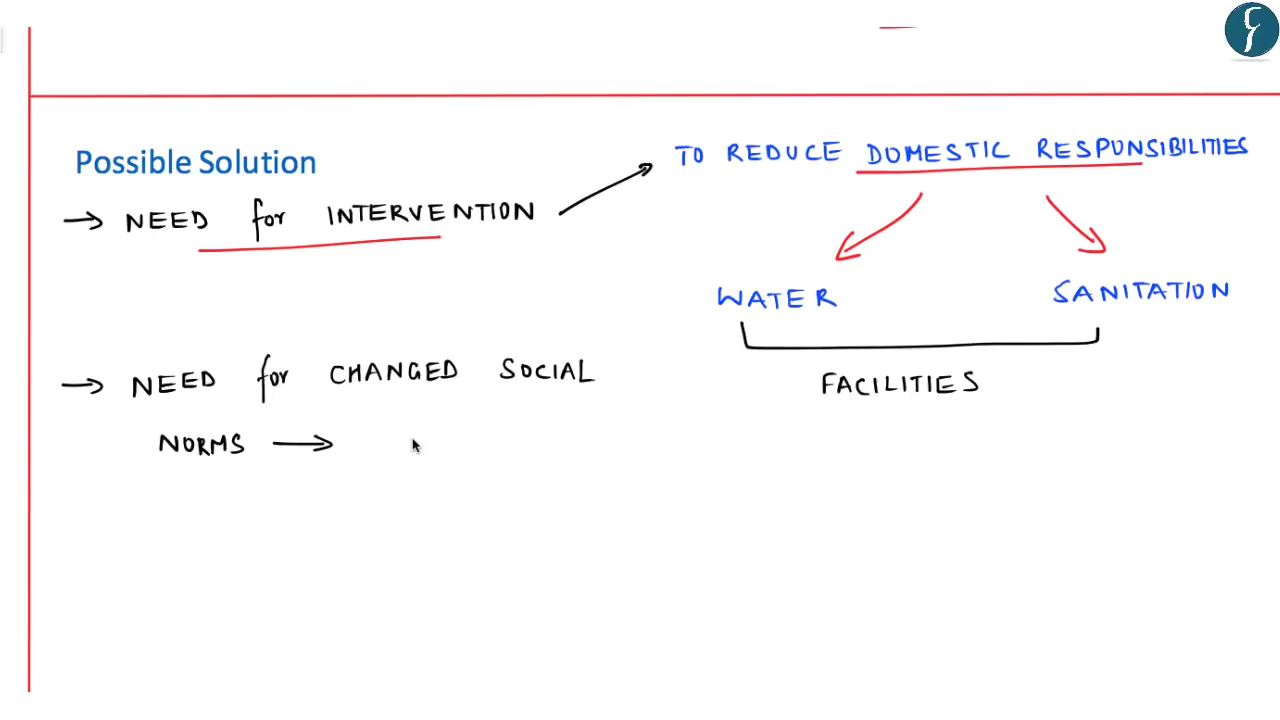 Possible Solution
→ NEED for INTERVENTION
TO REDUCE DOMESTIC RESPONSIBILITIES
WATER
SANITATION
FACILITIES
→ NEED for CHANGED SOCIAL
NORMS →